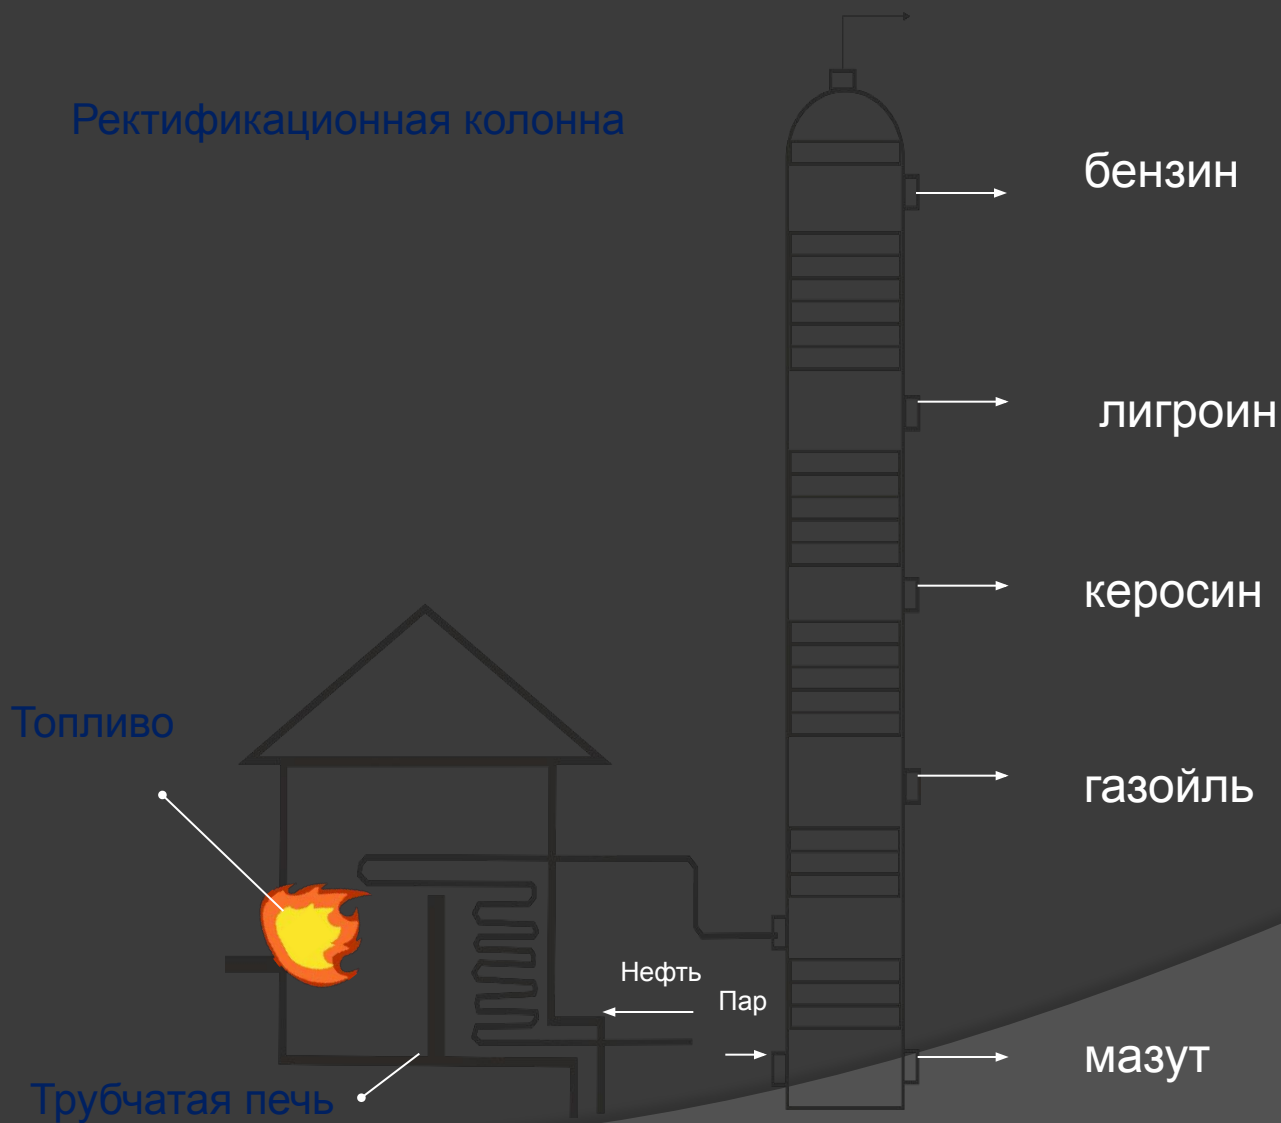 Ректификационная колонна
бензин
лигроин
керосин
Топливо
газойль
Нефть
Пар
мазут
Трубчатая печь